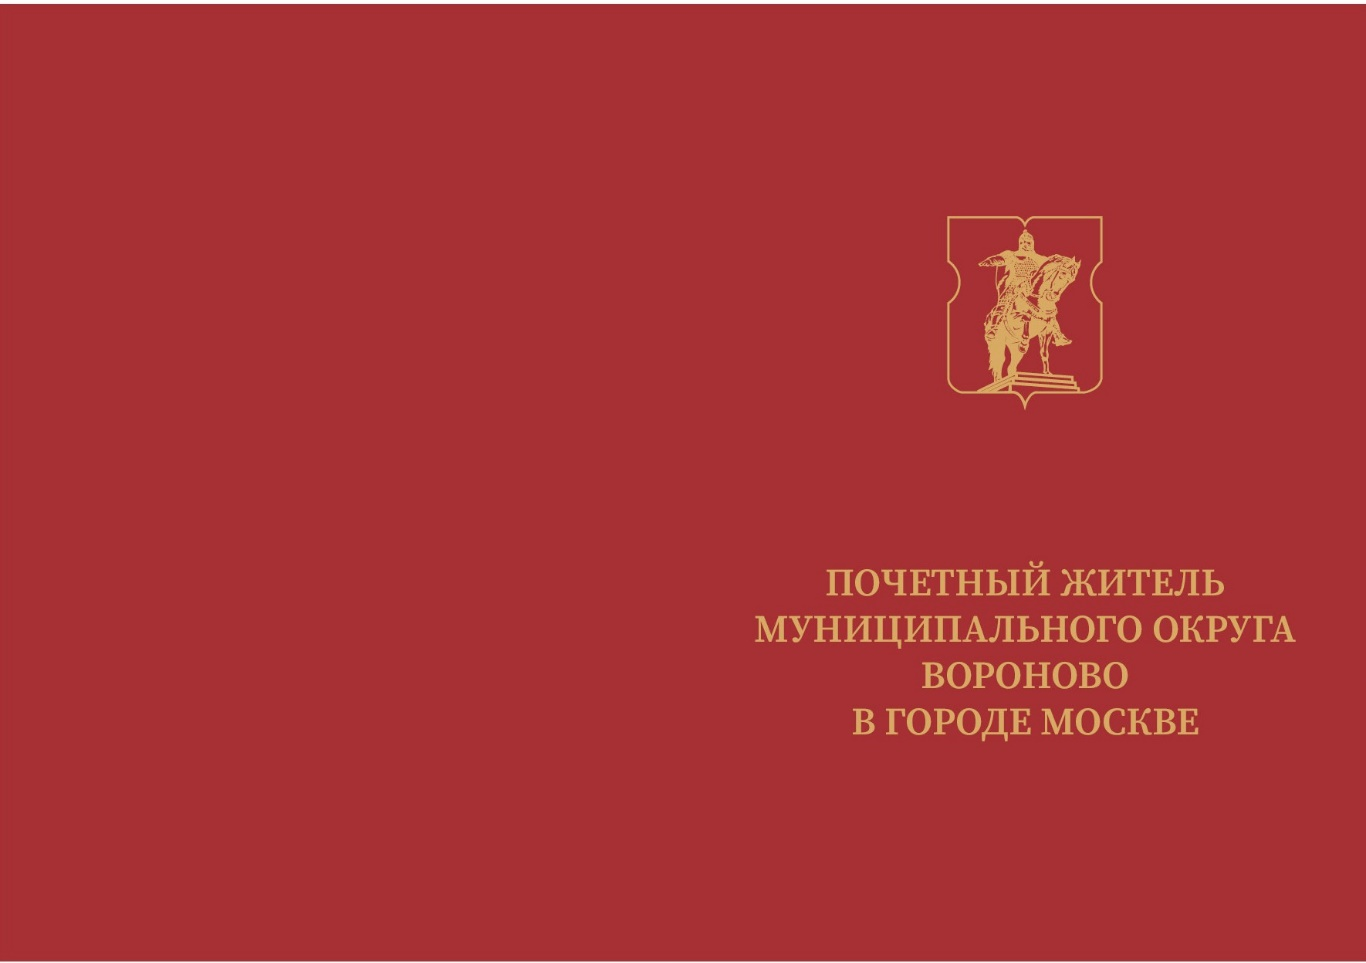 ПОЧЕТНЫЙ ЖИТЕЛЬ
МУНИЦИПАЛЬНОГО ОКРУГА
ВОРОНОВО
В ГОРОДЕ МОСКВЕ